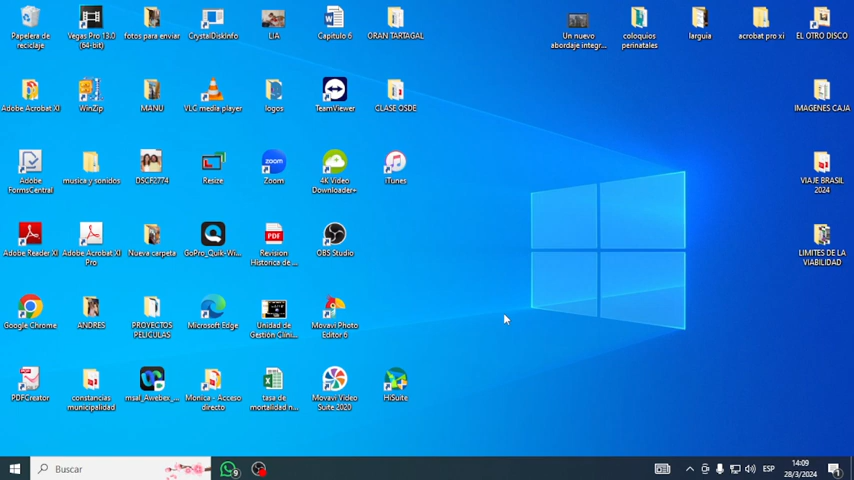 Papelera de
reciclaje
Vegas Pro 13.0
(64-bit)
fotos para enviar
CrystalDiskInfo
LIA
Capitulo 6
ORAN TARTAGAL
Un nuevo
abordaje integr...
coloquios
perinatales
larguia
acrobat pro xi
EL OTRO DISCO
Adobe Acrobat XI
WinZip
MANU
VLC media player
logos
TeamViewer
CLASE OSDE
IMAGENES CAJA
Adobe
FormsCentral
musica y sonidos
DSCF2774
Resize
Zoom
4K Video
Downloader+
iTunes
VIAJE BRASIL
2024
Adobe Reader XI
Adobe Acrobat XI
Pro
Nueva carpeta
GoPro_Quik-Wi...
Revision
Historica de ...
OBS Studio
LIMITES DE LA
VIABILIDAD
Google Chrome
ANDRES
PROYECTOS
PELICULAS
Microsoft Edge
Unidad de
Gestión Clini...
Movavi Photo
Editor 6
PDFCreator
constancias
municipalidad
msal_Awebex_...
Monica - Acceso
directo
tasa de
mortalidad n...
Movavi Video
Suite 2020
HiSuite
Buscar
9
ESP
14:09
28/3/2024
1